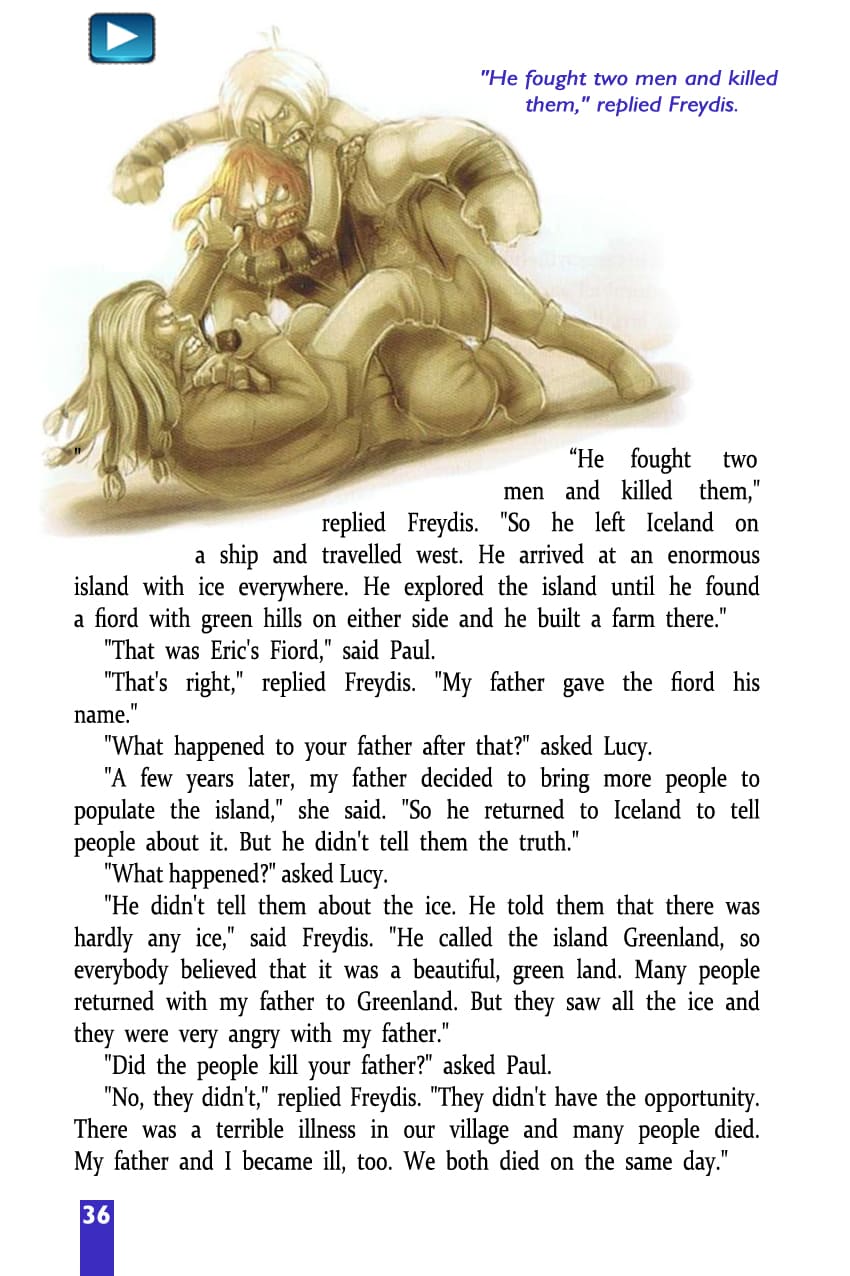 "He fought two men and killed
them," replied Freydis.
" “He fought two
men and killed them,"
replied Freydis. "So he left Iceland on
a ship and travelled west. He arrived at an enormous
island with ice everywhere. He explored the island until he found
a fiord with green hills on either side and he built a farm there."
"That was Eric's Fiord," said Paul.
"That's right," replied Freydis. "My father gave the fiord his
name."
"What happened to your father after that?" asked Lucy.
"A few years later, my father decided to bring more people to
populate the island," she said. "So he returned to Iceland to tell
people about it. But he didn't tell them the truth."
"What happened?" asked Lucy.
"He didn't tell them about the ice. He told them that there was
hardly any ice," said Freydis. "He called the island Greenland, so
everybody believed that it was a beautiful, green land. Many people
returned with my father to Greenland. But they saw all the ice and
they were very angry with my father."
"Did the people kill your father?" asked Paul.
"No, they didn't," replied Freydis. "They didn't have the opportunity.
There was a terrible illness in our village and many people died.
My father and I became ill, too. We both died on the same day."
36